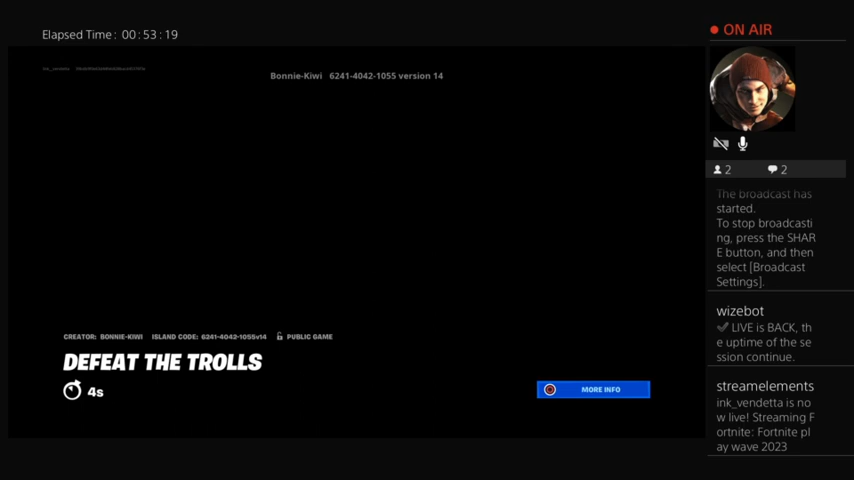 Elapsed Time: 00:53:19
ON AIR
ink_vendetta
Bonnie-Kiwi 6241-4042-1055 version 14
2 2
The broadcast has
started.
To stop broadcasti
ng, press the SHAR
E button, and then
select [Broadcast
Settings].
wizebot
LIVE is BACK, th
e uptime of the se
ssion continue.
CREATOR: BONNIE-KIWI ISLAND CODE: 6241-4042-1055v14 PUBLIC GAME
DEFEAT THE TROLLS
4s
MORE INFO
streamelements
ink_vendetta is no
w live! Streaming F
ortnite: Fortnite pl
ay wave 2023